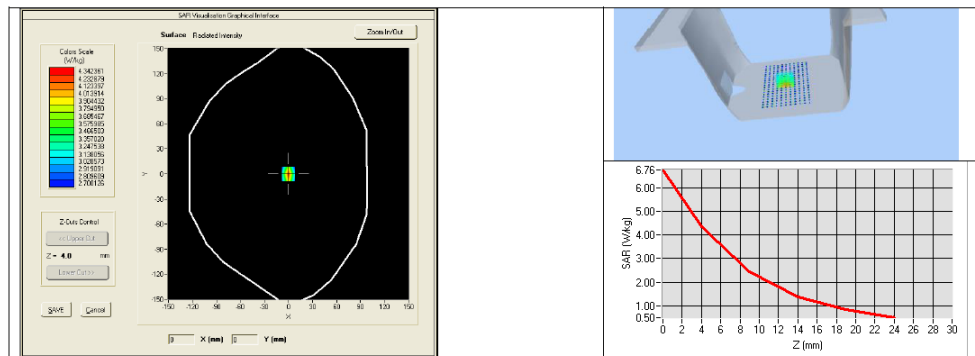 SAR Visualisation Graphical Interface
Surface Radiated Intensity
Zoom In/Out
Colors Scale
(W/kg)
4.342361
4.232879
4.123397
4.013914
3.904432
3.794950
3.685467
3.575985
3.466503
3.357020
3.247538
3.138056
3.028573
2.919091
2.809609
2.700126
Z-Cuts Control
<< Upper Cut
Z = 4.0 mm
Lower Cut >>
SAVE Cancel
150
120
90
60
30
Y 0
-30
-60
-90
-120
-150
-150 -120 -90 -60 -30 0 30 60 90 120 150
X
X (mm) Y (mm)
6.76
6.00
5.00
4.00
3.00
2.00
1.00
0.50
SAR (W/kg)
0 2 4 6 8 10 12 14 16 18 20 22 24 26 28 30
Z (mm)